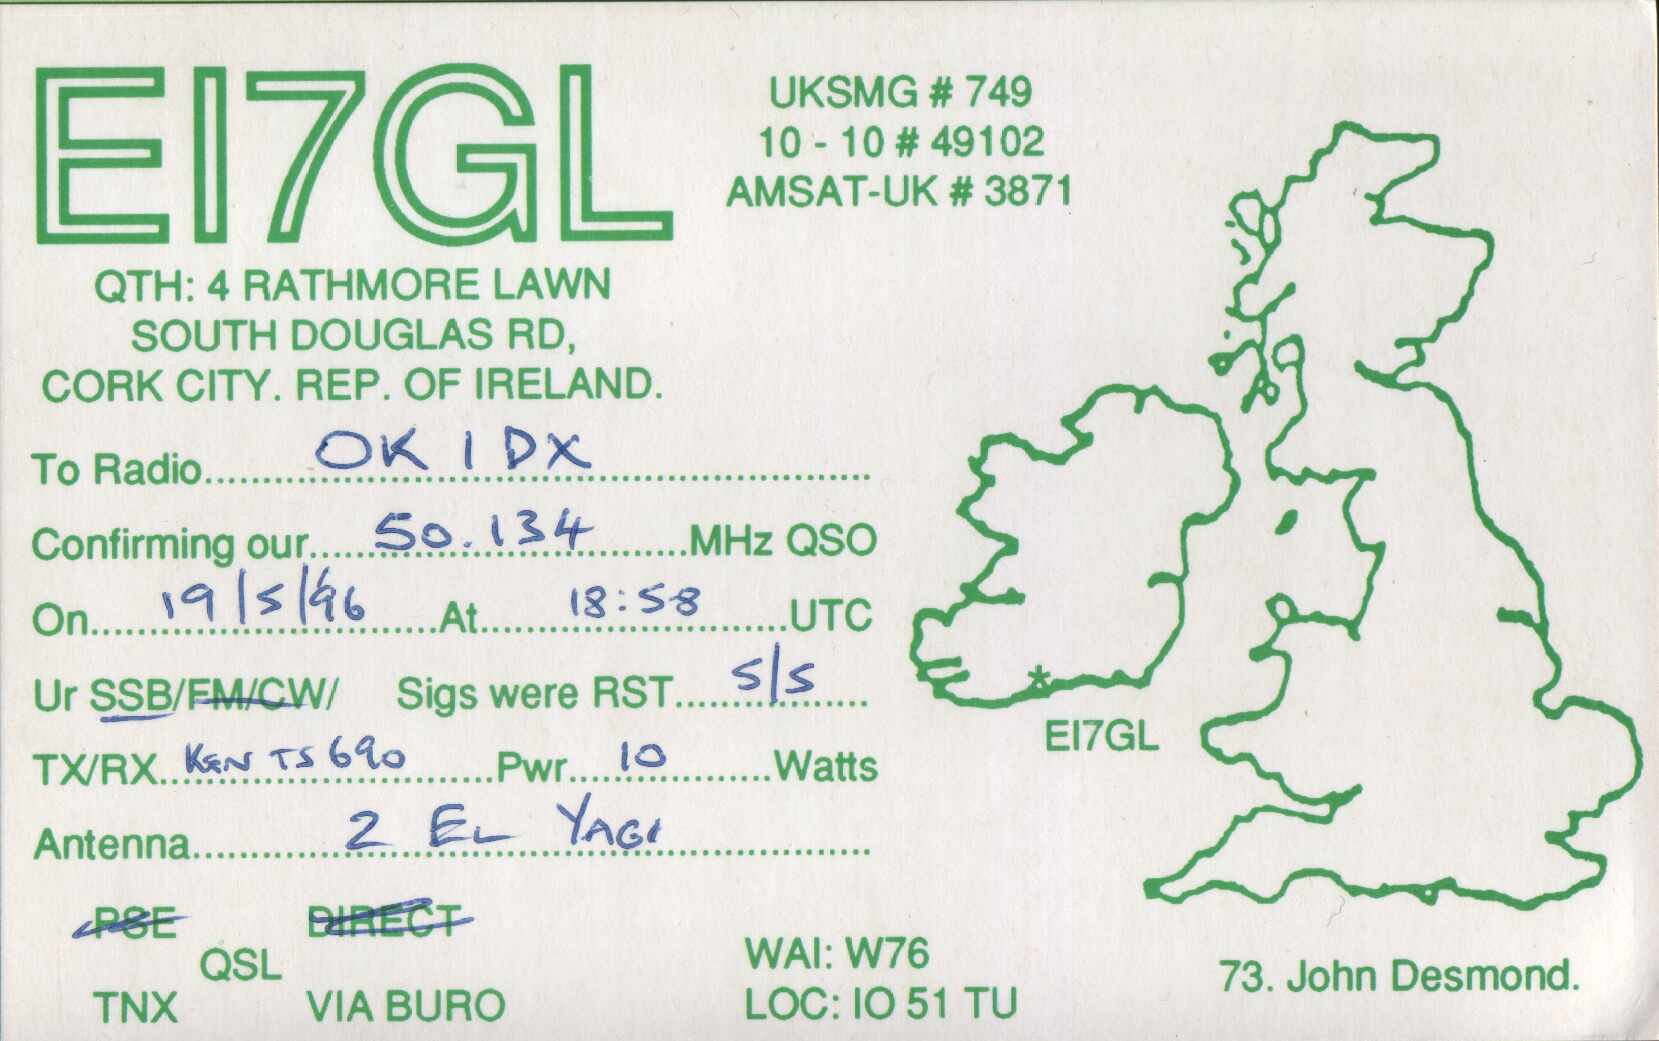 EI7GL
UKSMG # 749
10 - 10 # 49102
AMSAT-UK # 3871
QTH: 4 RATHMORE LAWN
SOUTH DOUGLAS RD,
CORK CITY. REP. OF IRELAND.
To Radio OK1DX
Confirming our 50.134 MHz QSO
On 19/5/'96 At 18:58 UTC
Ur SSB/FM/CW/ Sigs were RST 5/5
TX/RX KEN TS 690 Pwr 10 Watts
Antenna 2 EL YAGI
EI7GL
PSE DIRECT
QSL
TNX VIA BURO
WAI: W76
LOC: IO 51 TU
73. John Desmond.